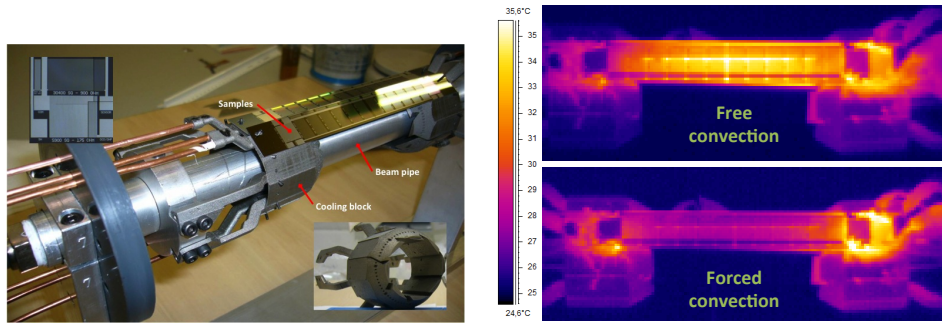 Samples
Beam pipe
Cooling block
35,6°C
35
34
33
32
31
30
29
28
27
26
25
24,6°C
Free
convection
Forced
convection